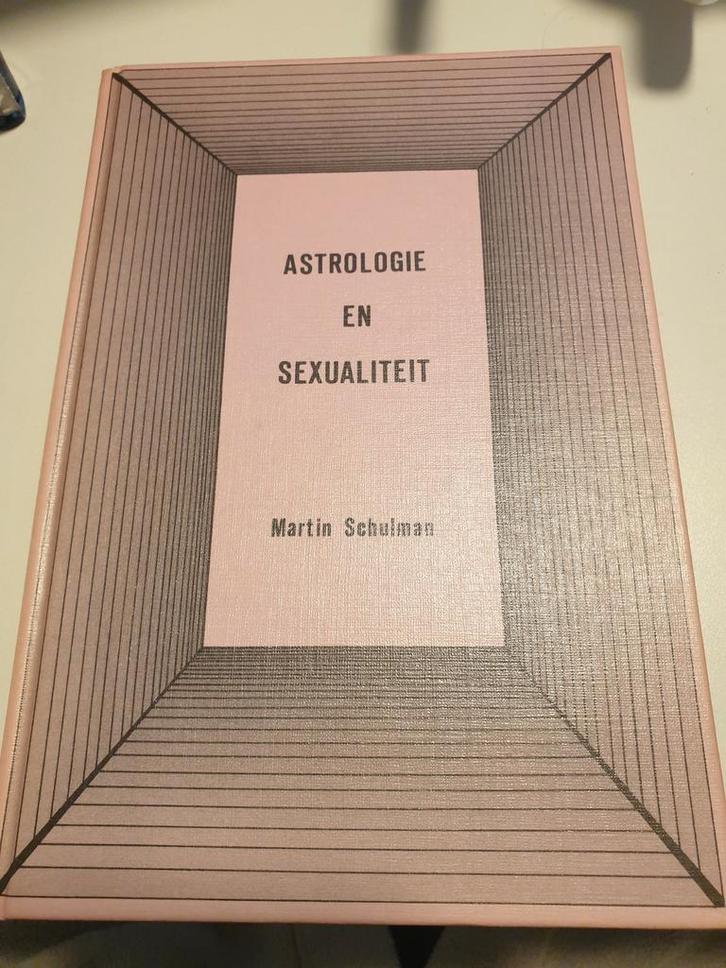 ASTROLOGIE
EN
SEXUALITEIT
Martin Schulman